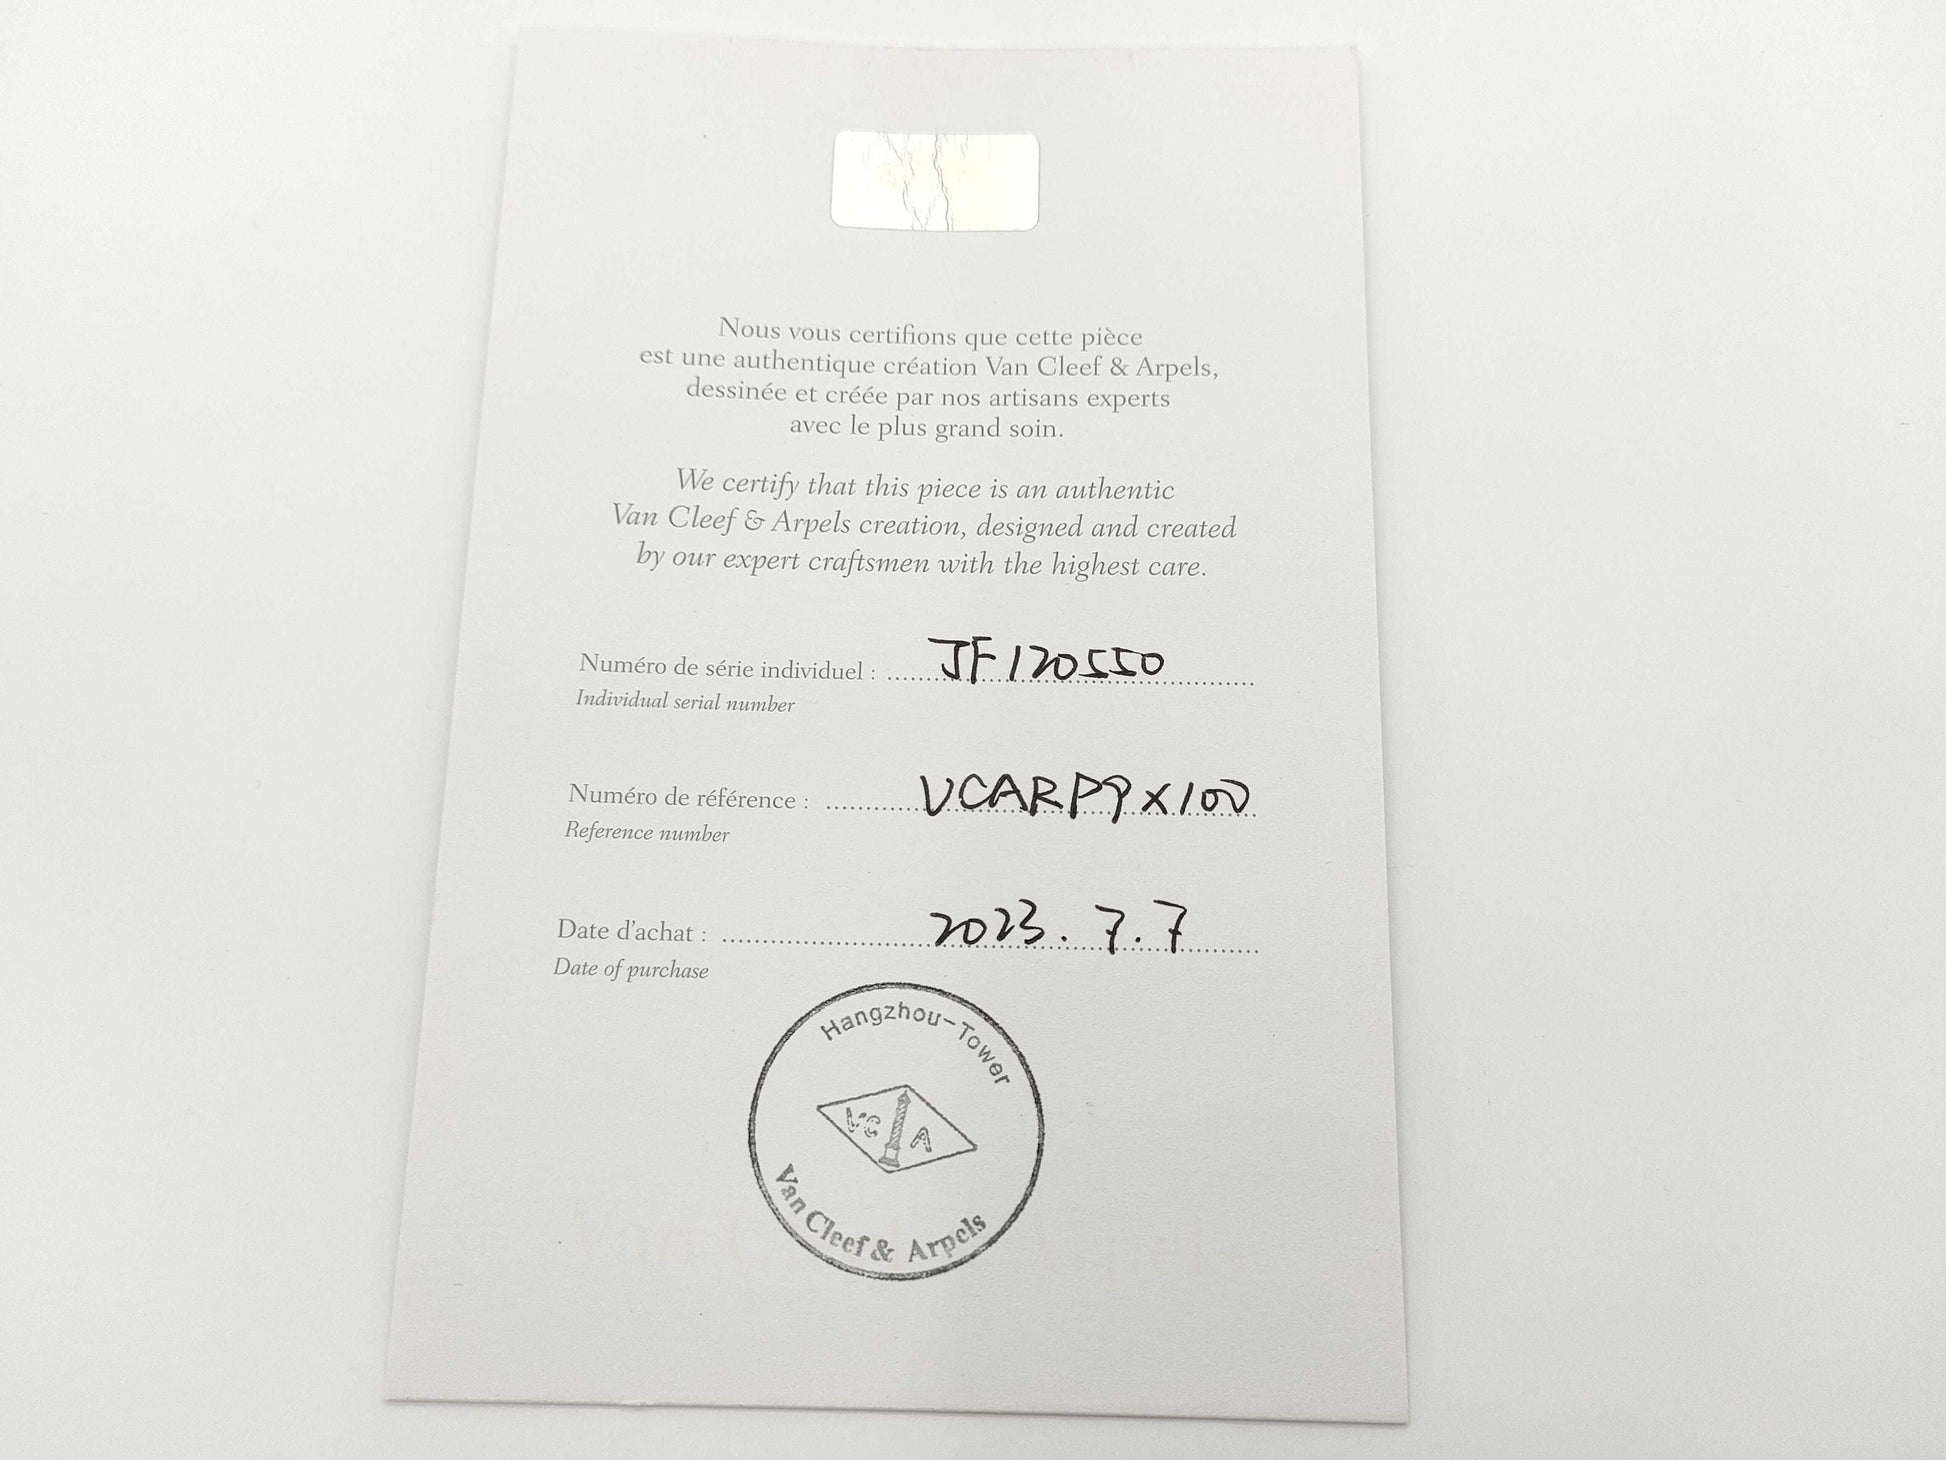 Nous vous certifions que cette pièce
est une authentique création Van Cleef & Arpels,
dessinée et créée par nos artisans experts
avec le plus grand soin.
We certify that this piece is an authentic
Van Cleef & Arpels creation, designed and created
by our expert craftsmen with the highest care.
Numéro de série individuel : JF120550
Individual serial number
Numéro de référence : VCARP9X100
Reference number
Date d'achat : 2023.7.7
Date of purchase
Hangzhou-Tower
VC A
Van Cleef & Arpels